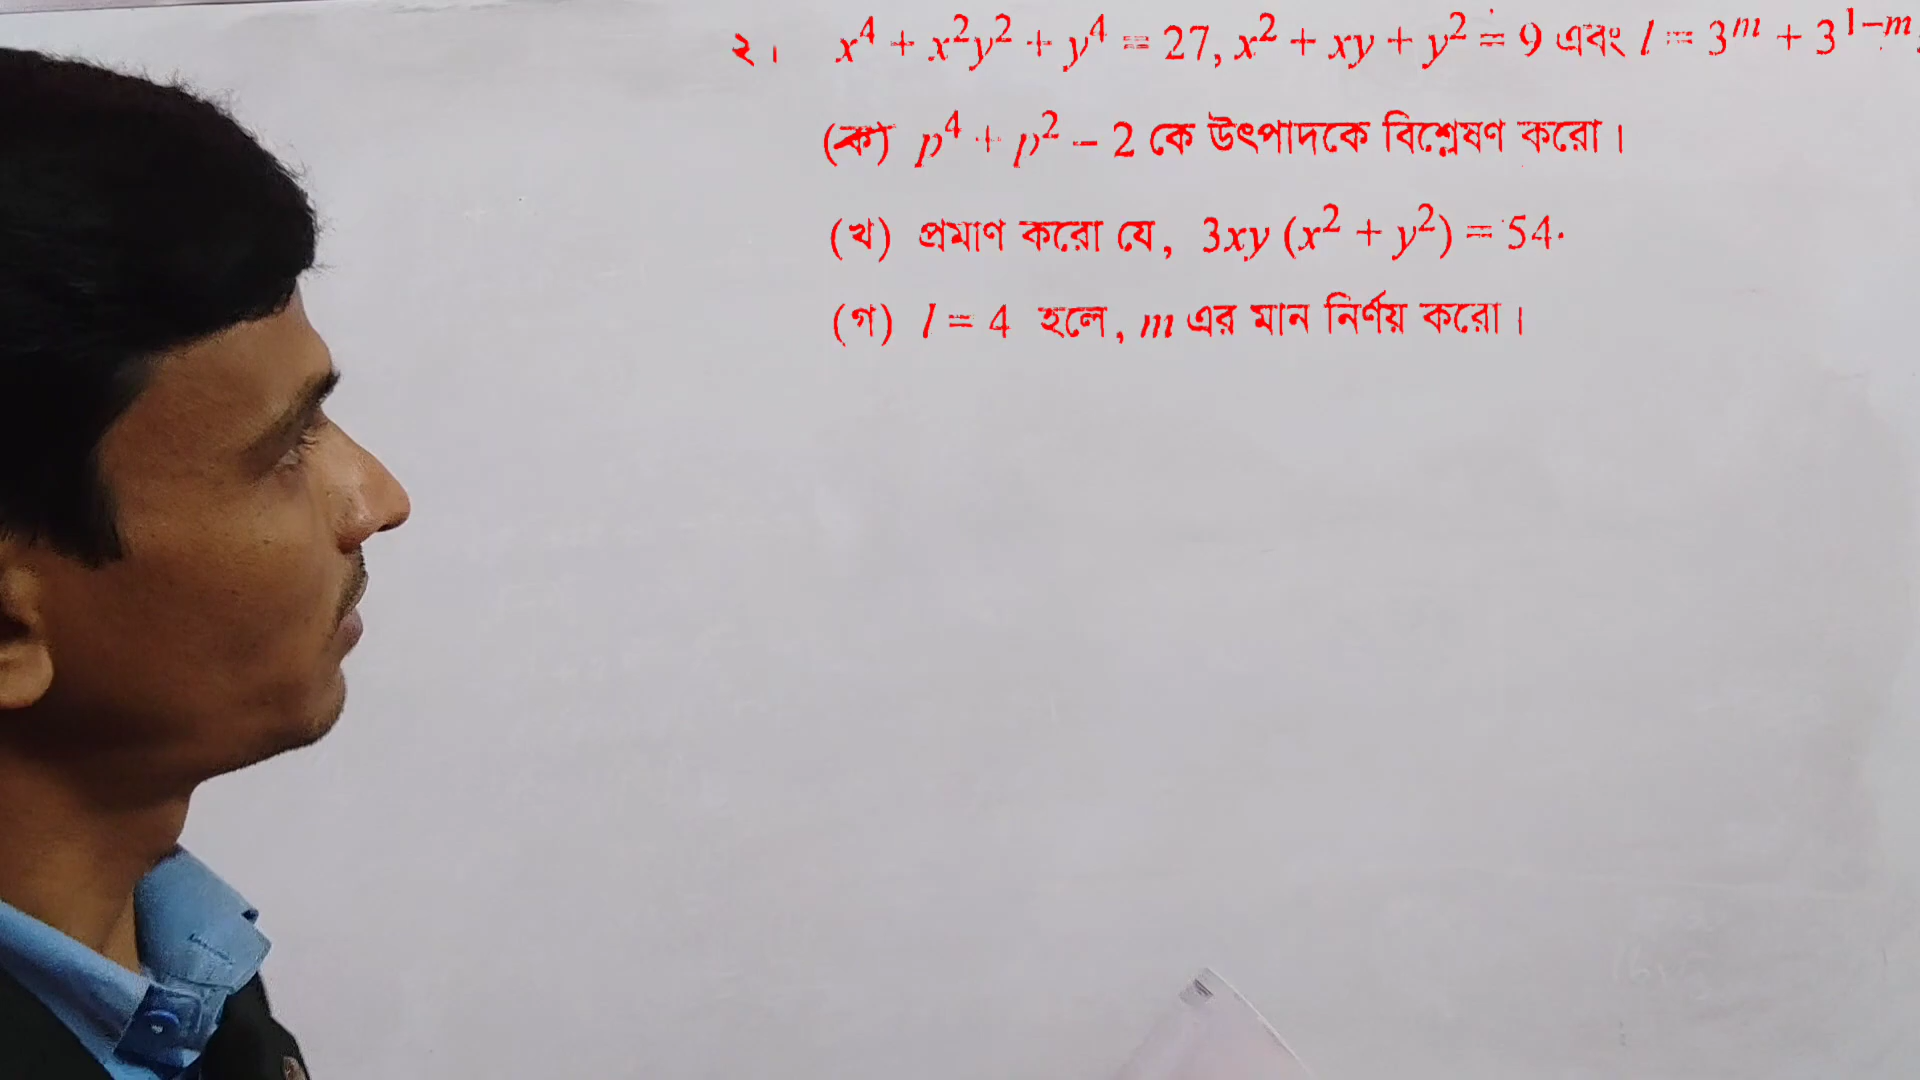 ২। x⁴ + x²y² + y⁴ = 27, x² + xy + y² = 9 এবং l = 3ᵐ + 3¹⁻ᵐ.
(ক) p⁴ + p² – 2 কে উৎপাদকে বিশ্লেষণ করো।
(খ) প্রমাণ করো যে, 3xy (x² + y²) = 54.
(গ) l = 4 হলে, m এর মান নির্ণয় করো।